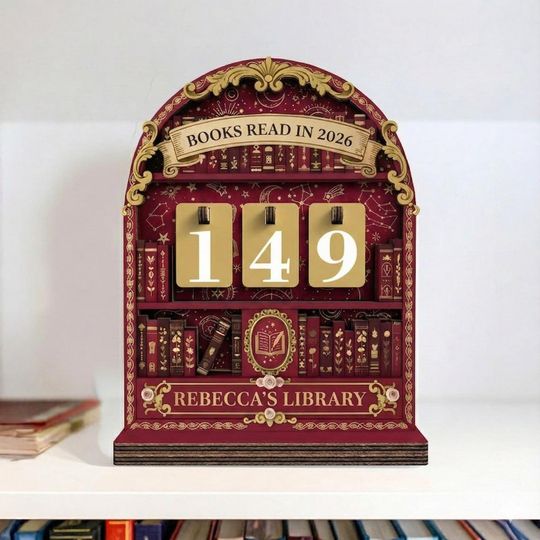 BOOKS READ IN 2026
149
REBECCA'S LIBRARY